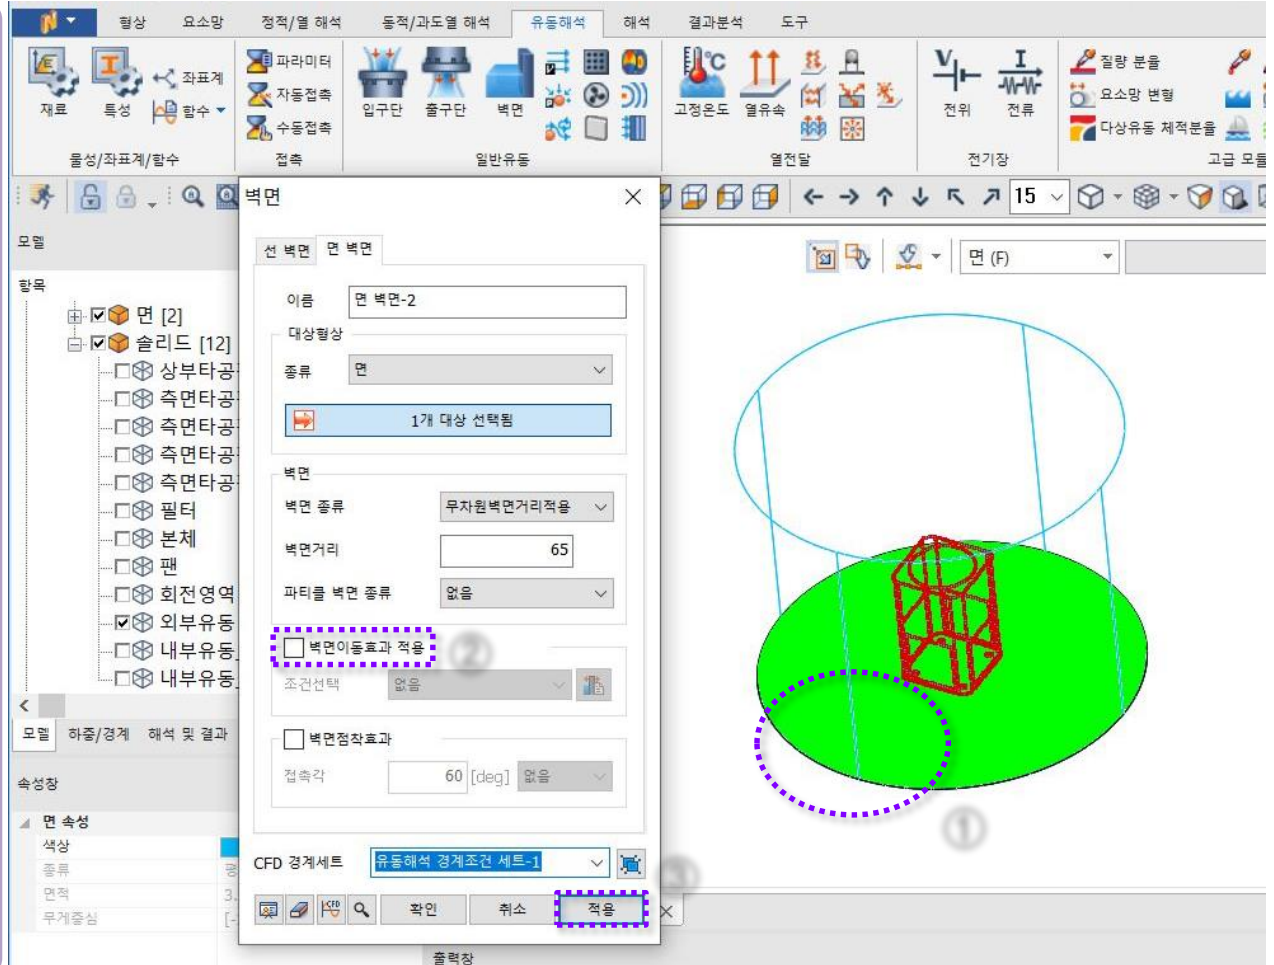 형상 요소망 정적/열 해석 동적/과도열 해석 유동해석 해석 결과분석 도구
재료 특성 좌표계 함수
파라미터
자동접촉
수동접촉
입구단 출구단 벽면
고정온도 열유속
전위 전류
질량 분율
요소망 변형
다상유동 체적분율
물성/좌표계/함수 접촉 일반유동 열전달 전기장 고급 모듈
15
면 (F)
모델
항목
면 [2]
솔리드 [12]
상부타공
측면타공
측면타공
측면타공
측면타공
필터
본체
팬
회전영역
외부유동
내부유동_
내부유동_
모델 하중/경계 해석 및 결과
속성창
면 속성
색상
종류 평
면적 3.
무게중심 [-
벽면
선 벽면 면 벽면
이름 면 벽면-2
대상형상
종류 면
1개 대상 선택됨
벽면
벽면 종류 무차원벽면거리적용
벽면거리 65
파티클 벽면 종류 없음
벽면이동효과 적용 ②
조건선택 없음
벽면점착효과
접촉각 60 [deg] 없음
CFD 경계세트 유동해석 경계조건 세트-1
확인 취소 적용
③
①
출력창